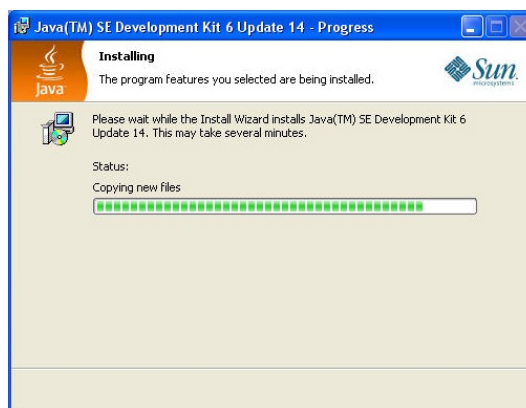 Java(TM) SE Development Kit 6 Update 14 - Progress
Java
Installing
The program features you selected are being installed.
Sun
microsystems
Please wait while the Install Wizard installs Java(TM) SE Development Kit 6
Update 14. This may take several minutes.
Status:
Copying new files